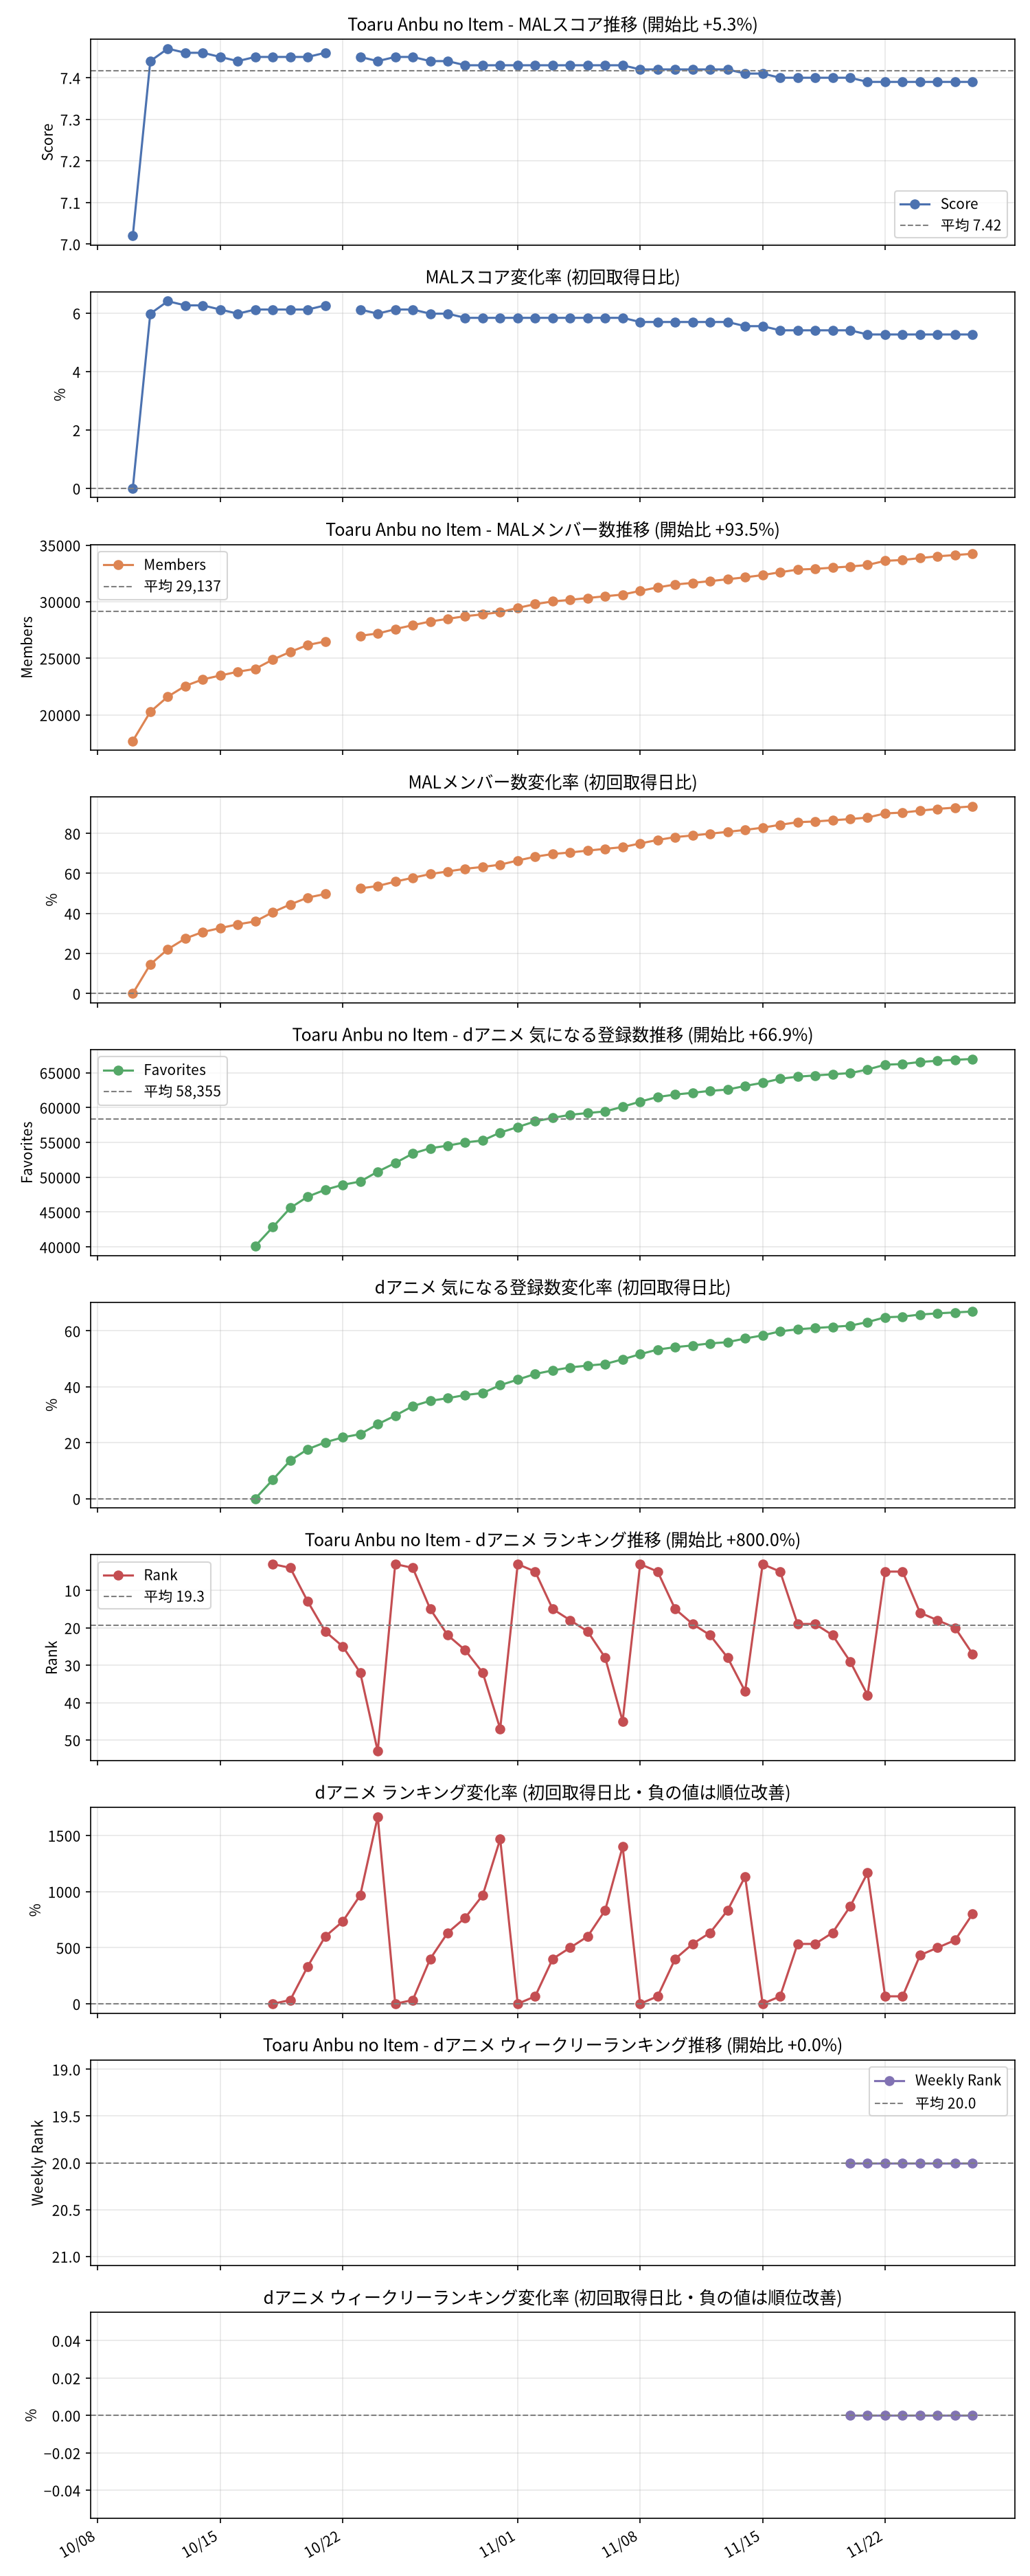 Toaru Anbu no Item - MALスコア推移 (開始比 +5.3%)
7.4
7.3
7.2
7.1
7.0
Score
Score
平均 7.42
MALスコア変化率 (初回取得日比)
6
4
2
0
%
Toaru Anbu no Item - MALメンバー数推移 (開始比 +93.5%)
35000
30000
25000
20000
Members
Members
平均 29,137
MALメンバー数変化率 (初回取得日比)
80
60
40
20
0
%
Toaru Anbu no Item - dアニメ 気になる登録数推移 (開始比 +66.9%)
65000
60000
55000
50000
45000
40000
Favorites
Favorites
平均 58,355
dアニメ 気になる登録数変化率 (初回取得日比)
60
40
20
0
%
Toaru Anbu no Item - dアニメ ランキング推移 (開始比 +800.0%)
10
20
30
40
50
Rank
Rank
平均 19.3
dアニメ ランキング変化率 (初回取得日比・負の値は順位改善)
1500
1000
500
0
%
Toaru Anbu no Item - dアニメ ウィークリーランキング推移 (開始比 +0.0%)
19.0
19.5
20.0
20.5
21.0
Weekly Rank
Weekly Rank
平均 20.0
dアニメ ウィークリーランキング変化率 (初回取得日比・負の値は順位改善)
0.04
0.02
0.00
−0.02
−0.04
%
10/08
10/15
10/22
11/01
11/08
11/15
11/22